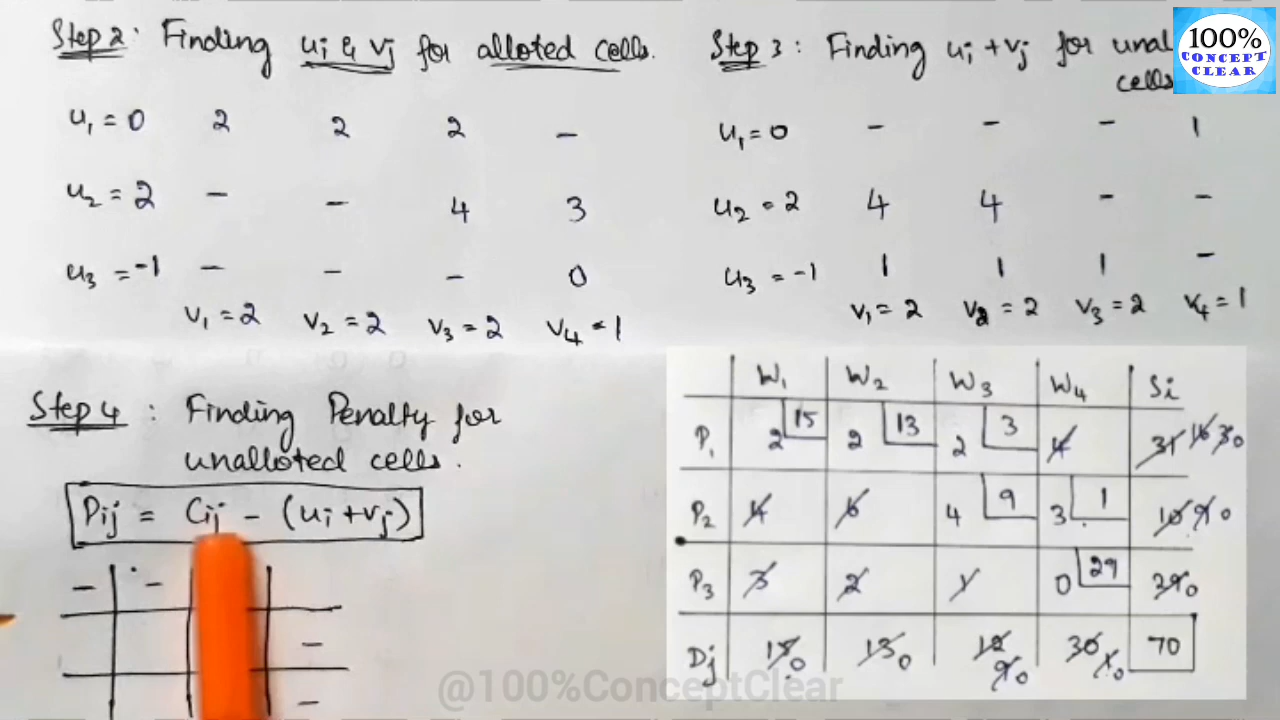 Step 2 : Finding ui & vj for alloted cells.
u1 = 0 2 2 2 -
u2 = 2 - - 4 3
u3 = -1 - - - 0
v1 = 2 v2 = 2 v3 = 2 v4 = 1
Step 3 : Finding ui + vj for unal
cells
100%
CONCEPT
CLEAR
u1 = 0 - - - 1
u2 = 2 4 4 - -
u3 = -1 1 1 1 -
v1 = 2 v2 = 2 v3 = 2 v4 = 1
Step 4 : Finding Penalty for
unalloted cells.
Pij = Cij - (ui + vj)
- -
-
-
W1 W2 W3 W4 Si
P1 2 15 2 13 2 3 4 31 16 3 0
P2 4 6 4 9 3 1 10 9 0
P3 3 2 1 0 29 29 0
Dj 15 0 13 0 12 9 0 30 1 0 70
@100%ConceptClear